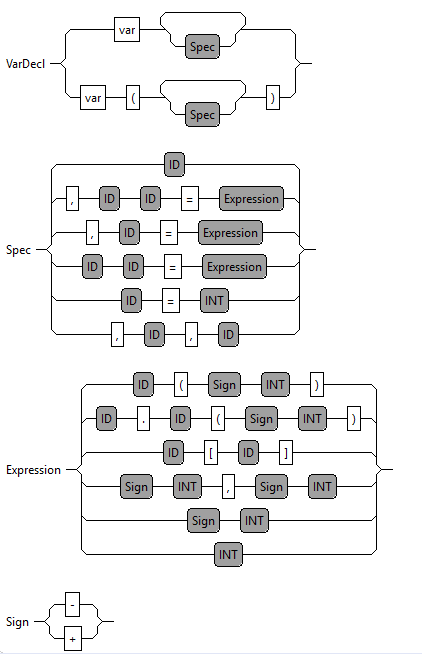 var
Spec
VarDecl
var ( Spec )
ID
, ID ID = Expression
, ID = Expression
Spec
ID ID = Expression
ID = INT
, ID , ID
ID ( Sign INT )
ID . ID ( Sign INT )
ID [ ID ]
Expression
Sign INT , Sign INT
Sign INT
INT
-
Sign
+